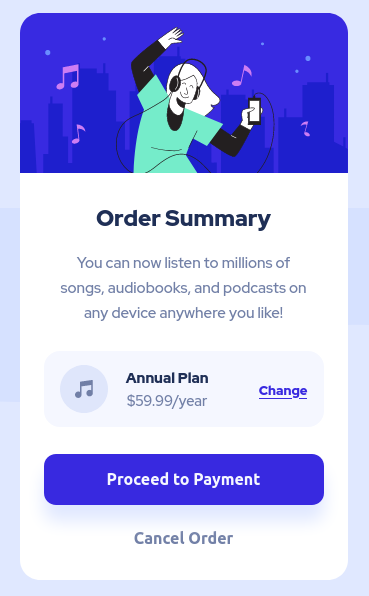 Order Summary
You can now listen to millions of
songs, audiobooks, and podcasts on
any device anywhere you like!
Annual Plan
$59.99/year
Change
Proceed to Payment
Cancel Order